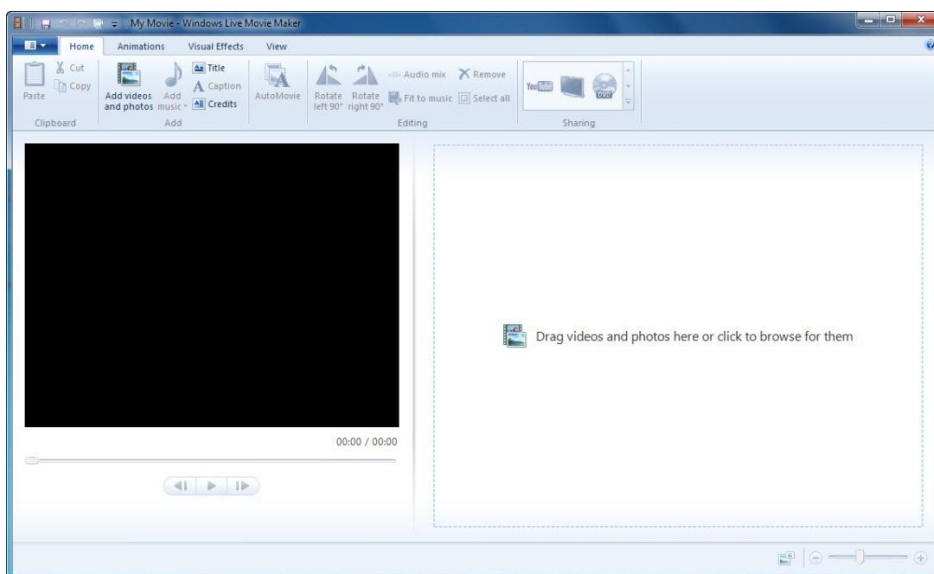 My Movie - Windows Live Movie Maker
Home Animations Visual Effects View
Paste
Cut
Copy
Clipboard
Add videos and photos
Add music
Title
Caption
Credits
Add
AutoMovie
Rotate left 90°
Rotate right 90°
Audio mix
Fit to music
Remove
Select all
Editing
YouTube
DVD
Sharing
Drag videos and photos here or click to browse for them
00:00 / 00:00